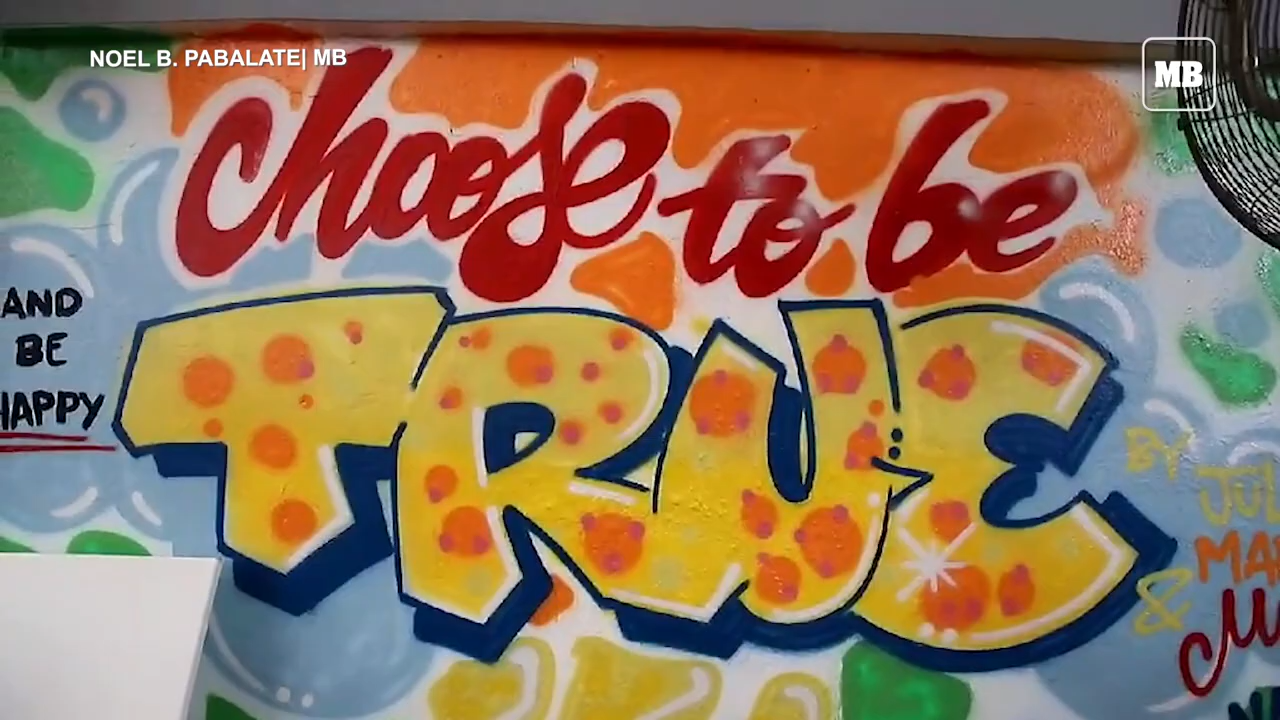 NOEL B. PABALATE| MB
MB
Choose to be
TRUE
AND
BE
HAPPY
BY
&